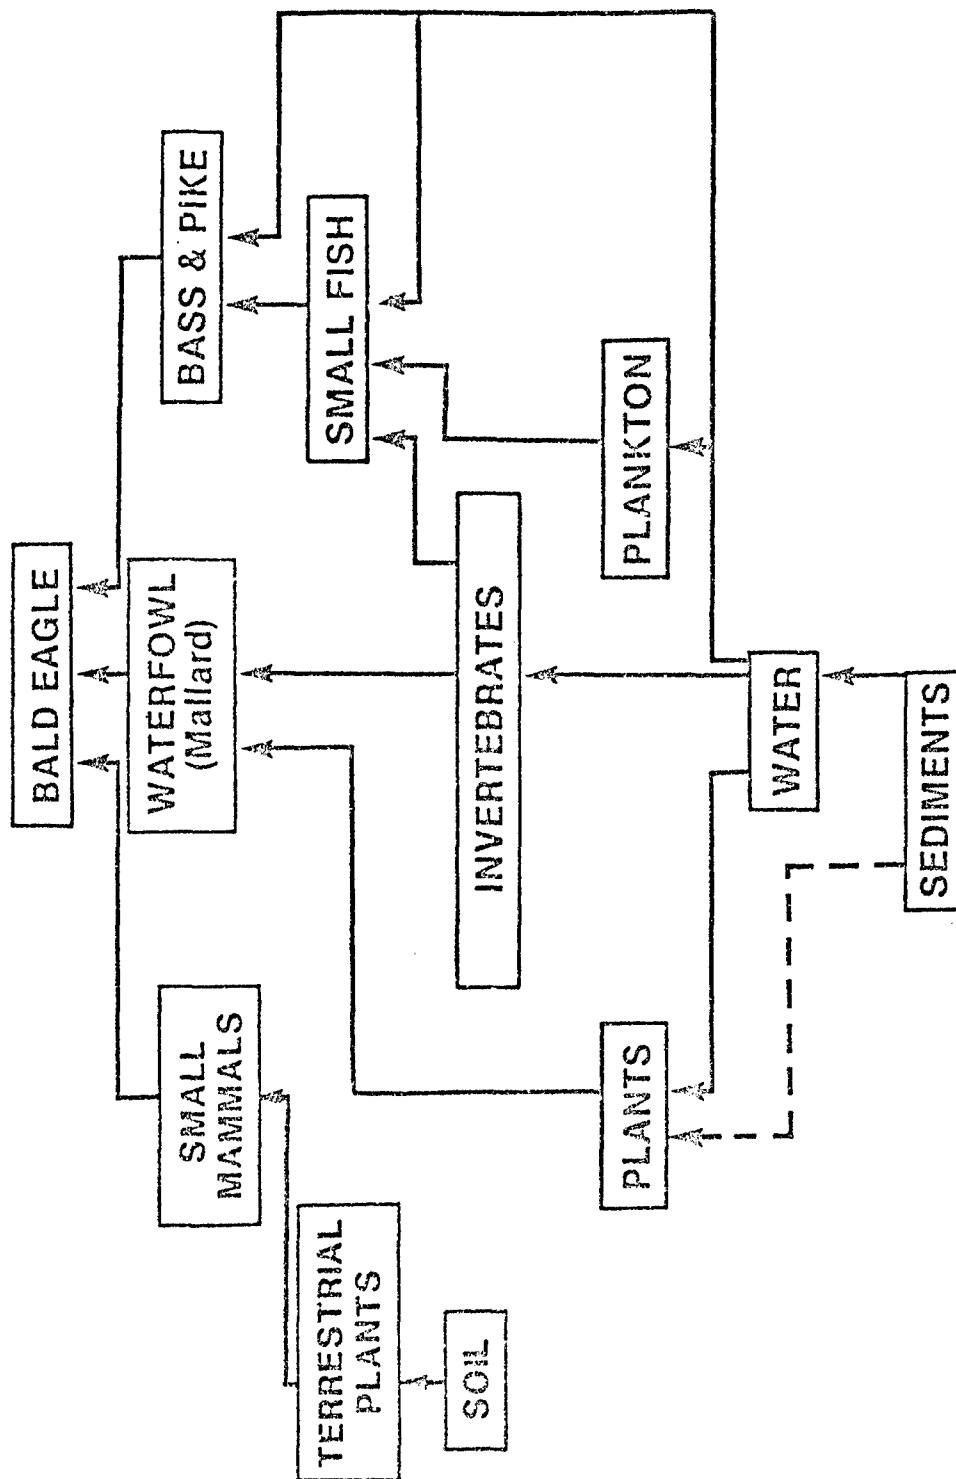 BALD EAGLE
WATERFOWL
(Mallard)
BASS & PIKE
SMALL
MAMMALS
SMALL FISH
TERRESTRIAL
PLANTS
SOIL
INVERTEBRATES
PLANTS
PLANKTON
WATER
SEDIMENTS